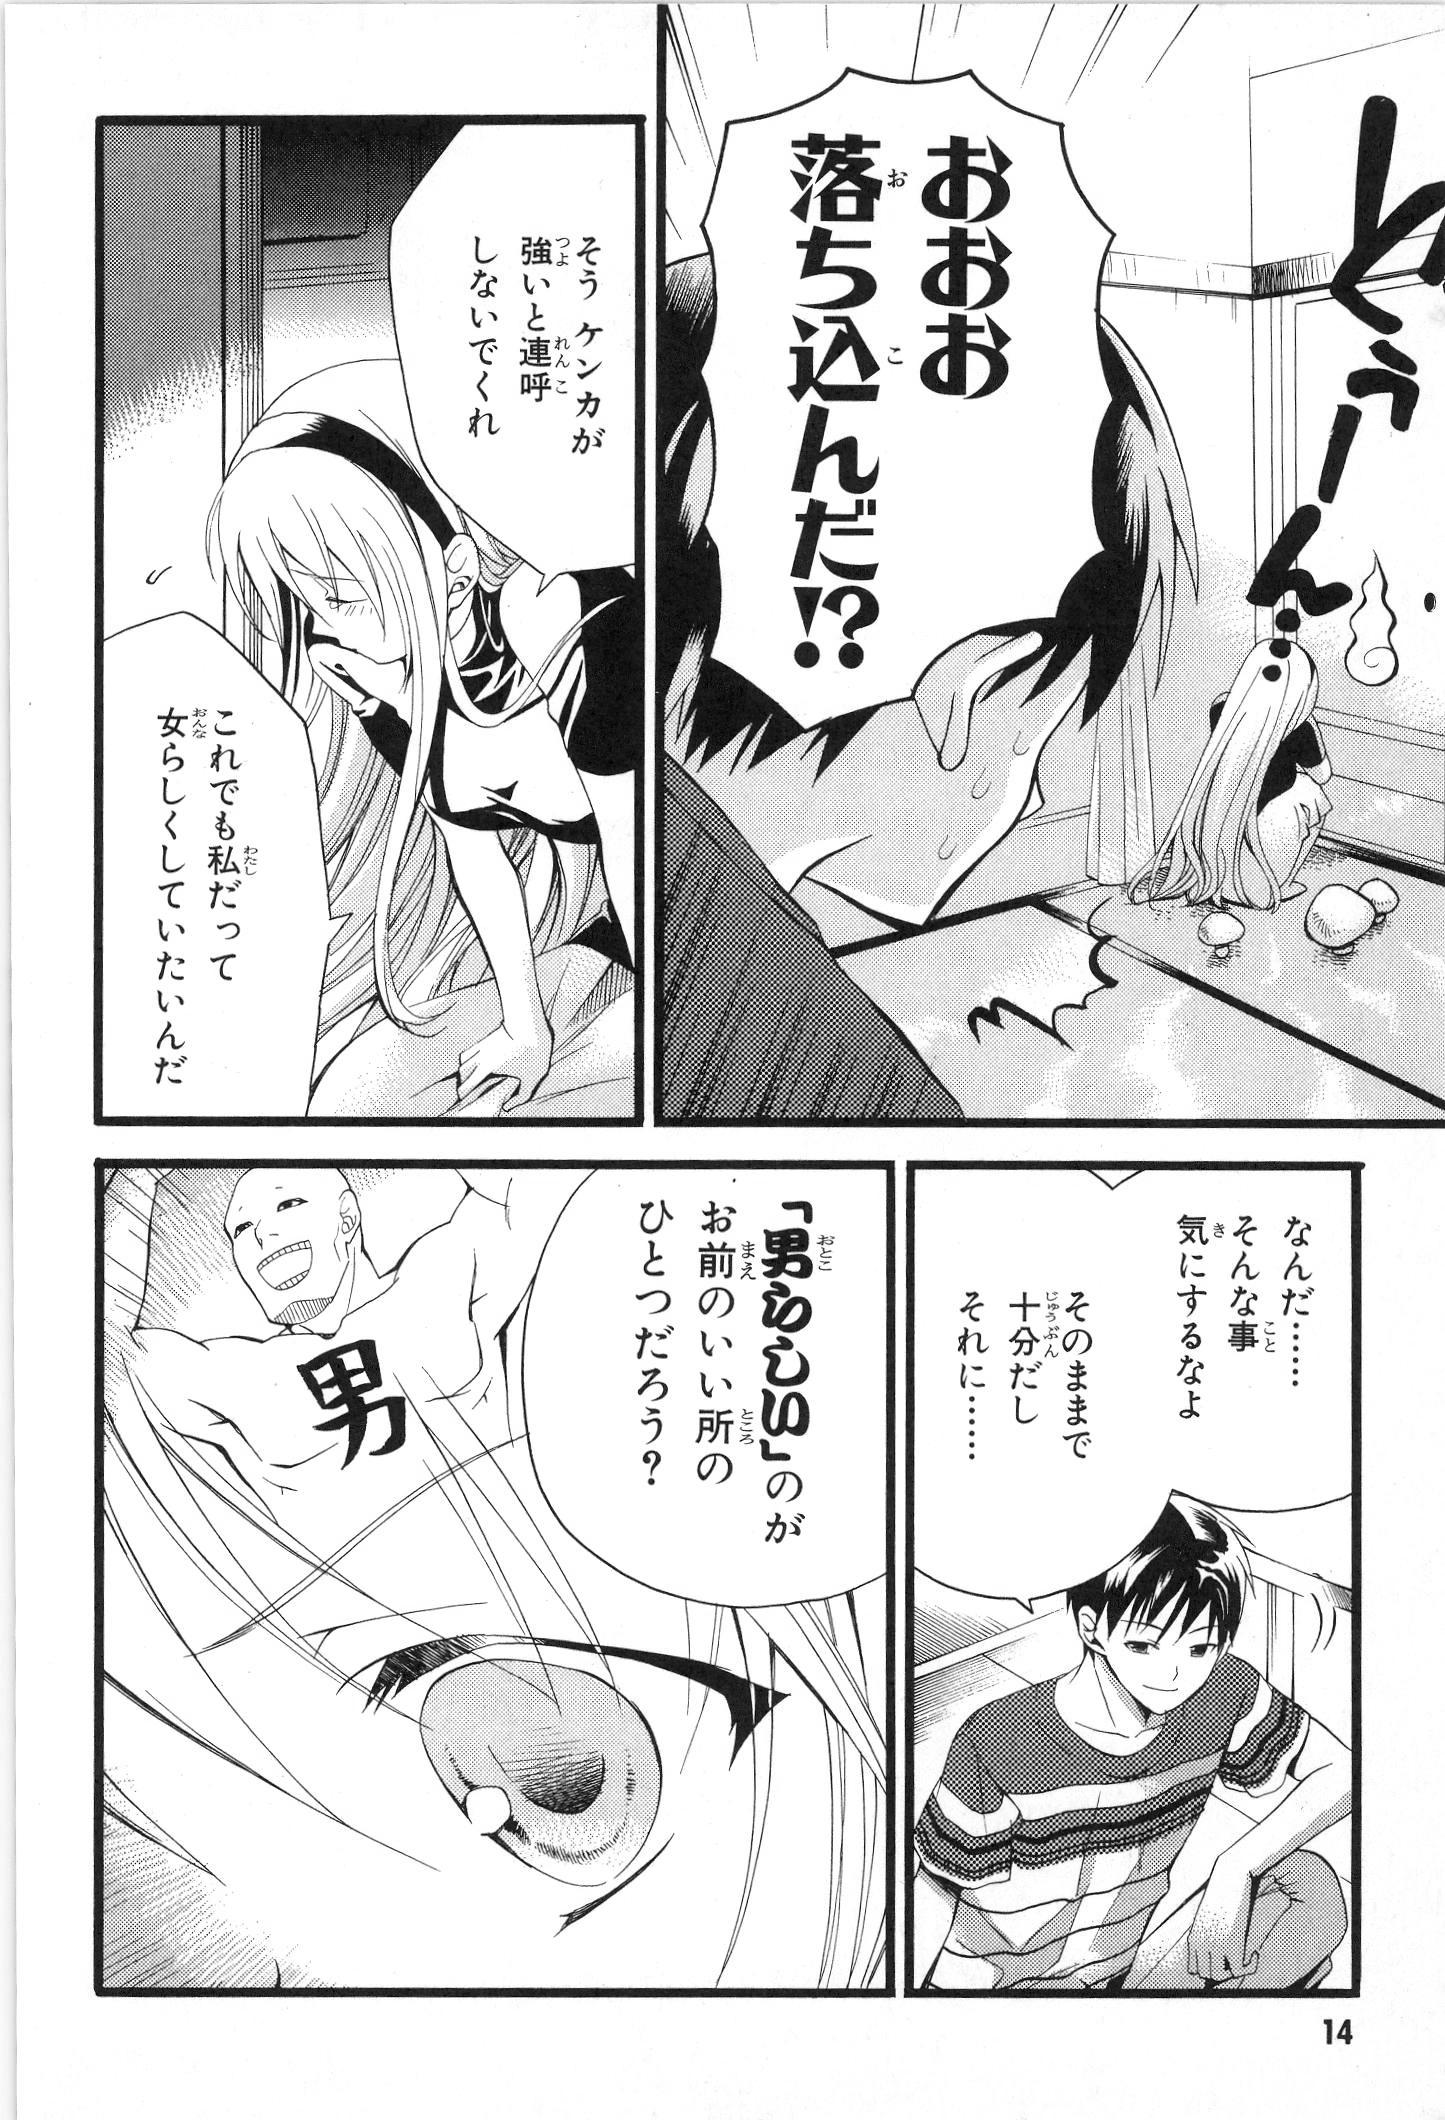 どよーん
おおお
落ち込んだ!?
そう ケンカが
強いと連呼
しないでくれ
これでも私だって
女らしくしていたいんだ
なんだ……
そんな事
気にするなよ
そのままで
十分だし
それに……
「男らしい」のが
お前のいい所の
ひとつだろう?
男
14